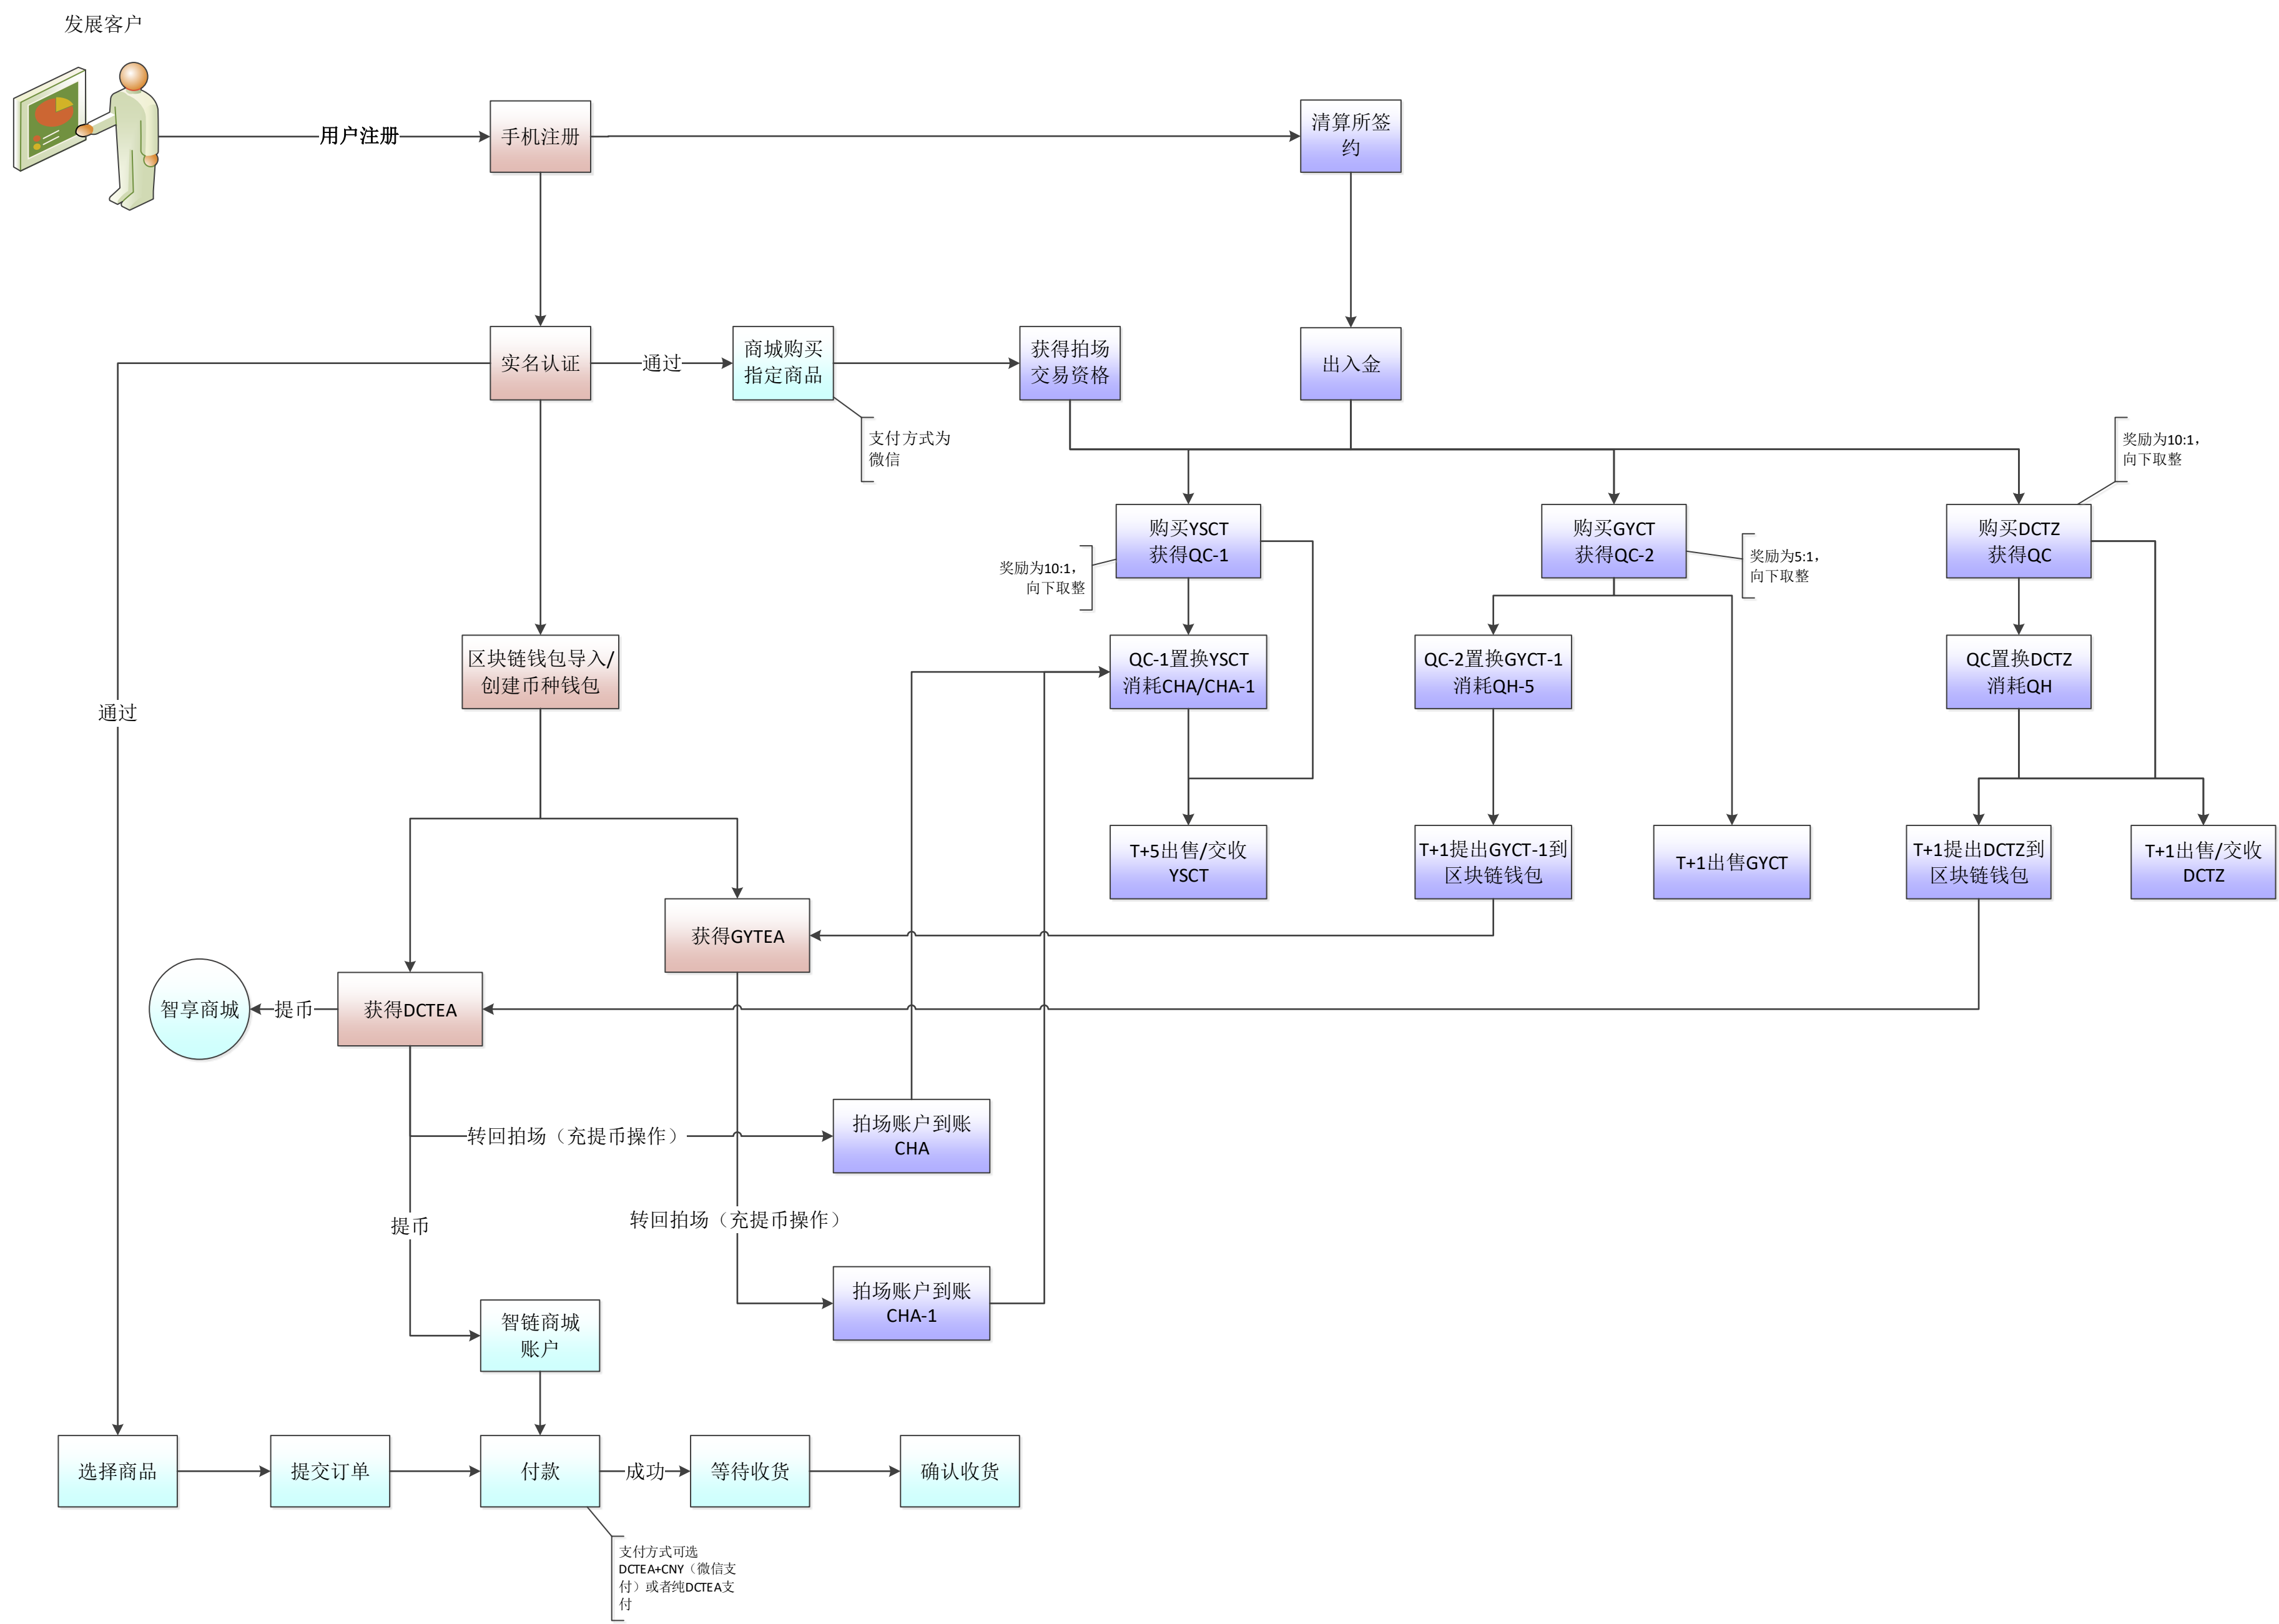 发展客户
用户注册
手机注册
清算所签
约
实名认证
通过
商城购买
指定商品
获得拍场
交易资格
出入金
支付方式为
微信
奖励为10:1，
向下取整
购买YSCT
获得QC-1
购买GYCT
获得QC-2
购买DCTZ
获得QC
奖励为10:1，
向下取整
奖励为5:1，
向下取整
区块链钱包导入/
创建币种钱包
QC-1置换YSCT
消耗CHA/CHA-1
QC-2置换GYCT-1
消耗QH-5
QC置换DCTZ
消耗QH
通过
T+5出售/交收
YSCT
T+1提出GYCT-1到
区块链钱包
T+1出售GYCT
T+1提出DCTZ到
区块链钱包
T+1出售/交收
DCTZ
获得GYTEA
智享商城
提币
获得DCTEA
转回拍场（充提币操作）
拍场账户到账
CHA
提币
转回拍场（充提币操作）
拍场账户到账
CHA-1
智链商城
账户
选择商品
提交订单
付款
成功
等待收货
确认收货
支付方式可选
DCTEA+CNY（微信支
付）或者纯DCTEA支
付